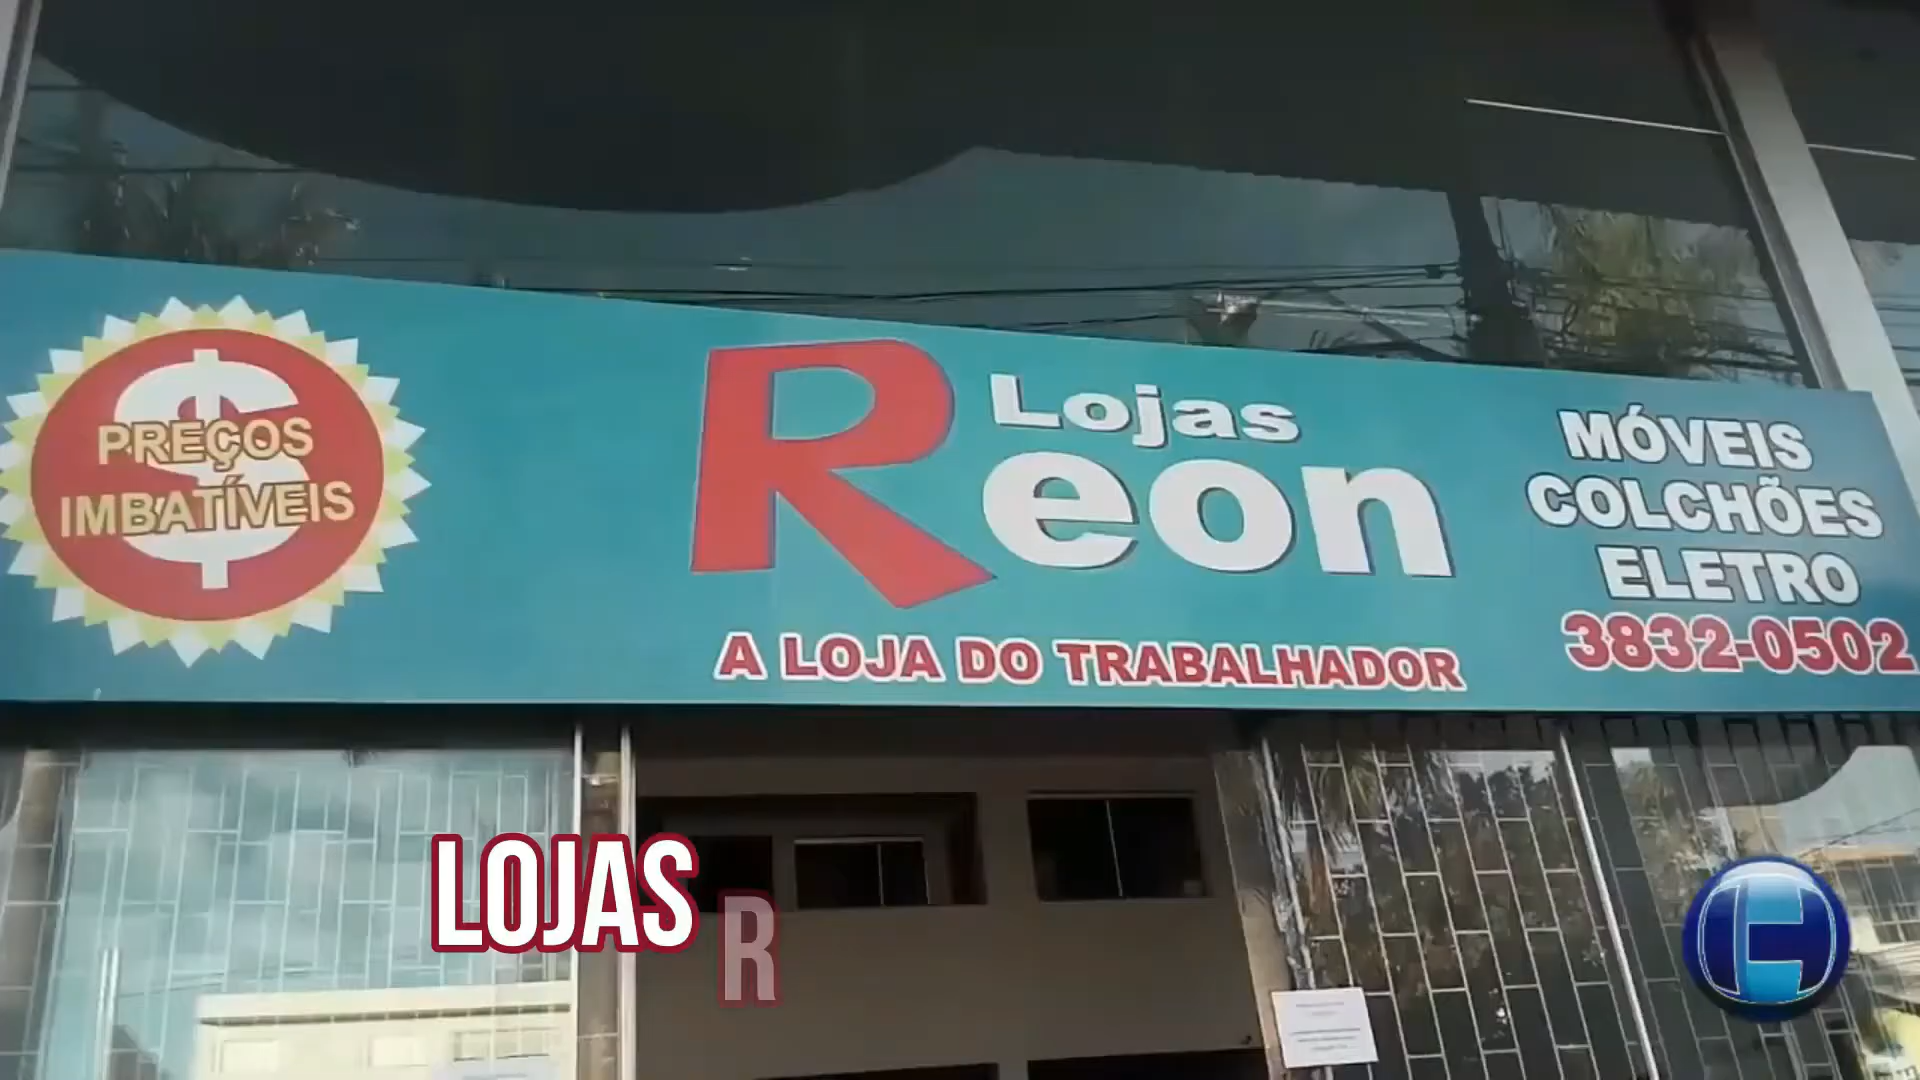 PREÇOS
IMBATÍVEIS
Lojas
Reon
A LOJA DO TRABALHADOR
MÓVEIS
COLCHÕES
ELETRO
3832-0502
LOJAS R